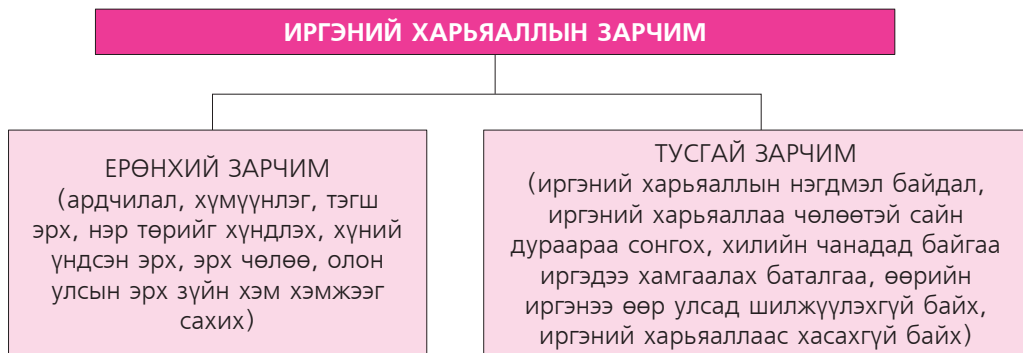 ИРГЭНИЙ ХАРЬЯАЛЛЫН ЗАРЧИМ
ЕРӨНХИЙ ЗАРЧИМ
(ардчилал, хүмүүнлэг, тэгш
эрх, нэр төрийг хүндлэх, хүний
үндсэн эрх, эрх чөлөө, олон
улсын эрх зүйн хэм хэмжээг
сахих)
ТУСГАЙ ЗАРЧИМ
(иргэний харьяаллын нэгдмэл байдал,
иргэний харьяаллаа чөлөөтэй сайн
дураараа сонгох, хилийн чанадад байгаа
иргэдээ хамгаалах баталгаа, өөрийн
иргэнээ өөр улсад шилжүүлэхгүй байх,
иргэний харьяаллаас хасахгүй байх)